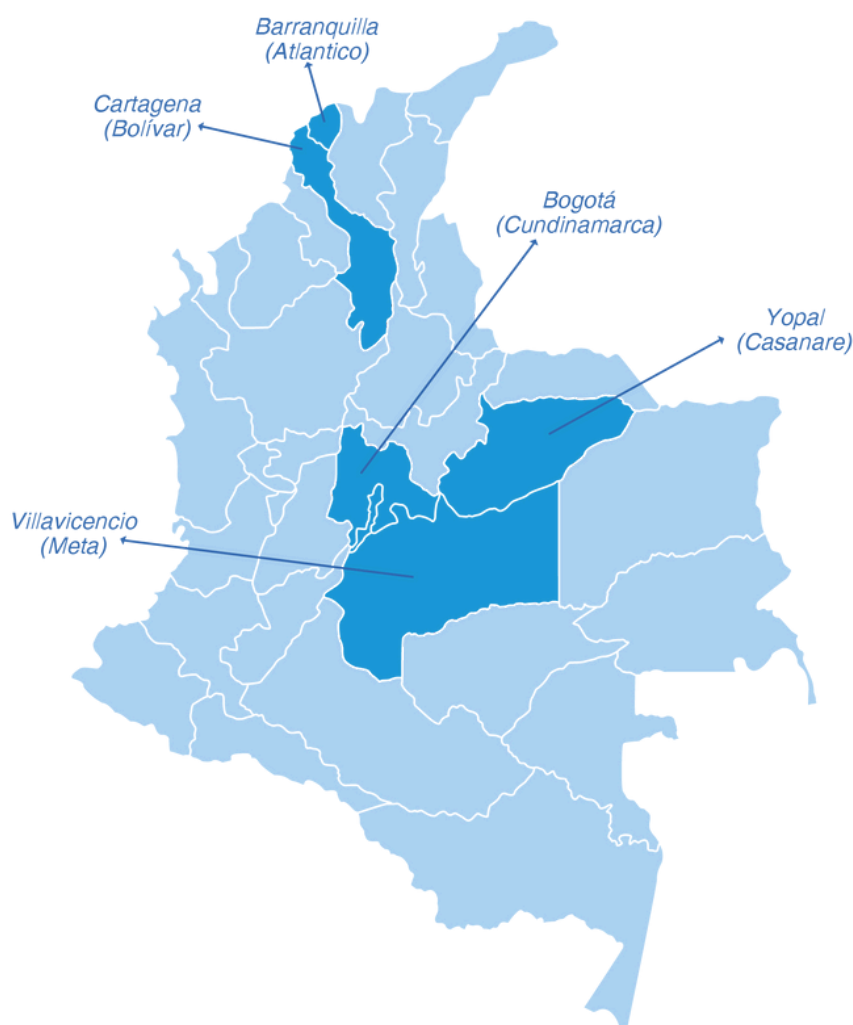 Barranquilla
(Atlantico)
Cartagena
(Bolívar)
Bogotá
(Cundinamarca)
Yopal
(Casanare)
Villavicencio
(Meta)